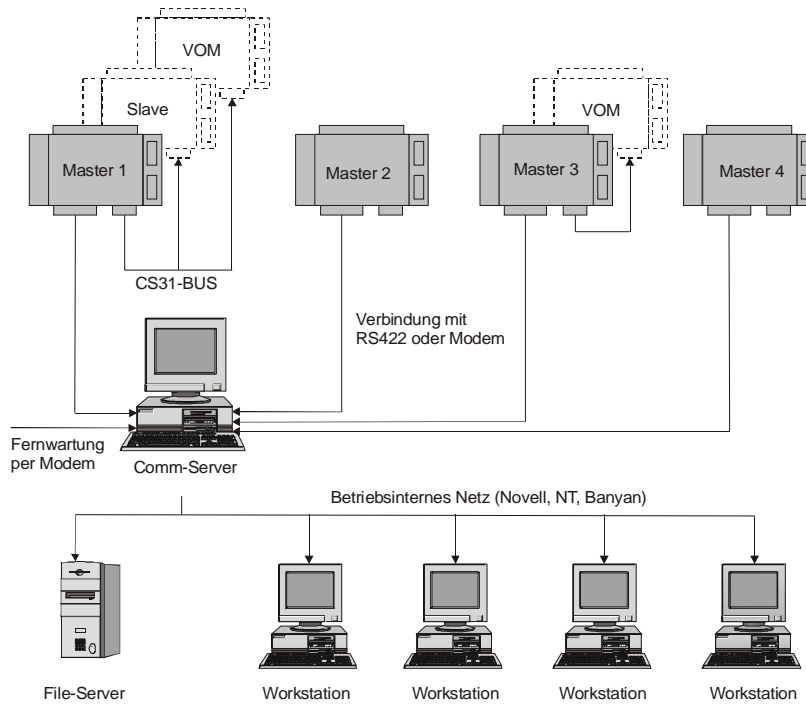 VOM
Slave
VOM
Master 1
Master 2
Master 3
Master 4
CS31-BUS
Verbindung mit
RS422 oder Modem
Fernwartung
per Modem
Comm-Server
Betriebsinternes Netz (Novell, NT, Banyan)
File-Server
Workstation
Workstation
Workstation
Workstation